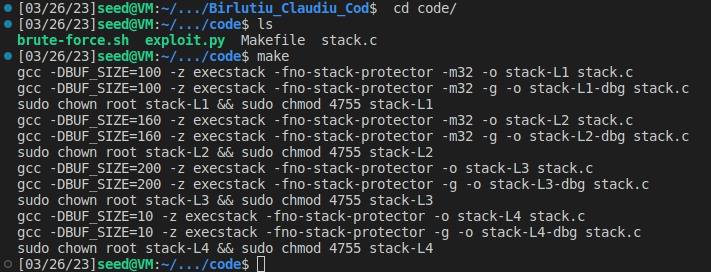 [03/26/23]seed@VM:~/.../Birlutiu_Claudiu_Cod$  cd code/
[03/26/23]seed@VM:~/.../code$ ls
brute-force.sh  exploit.py  Makefile  stack.c
[03/26/23]seed@VM:~/.../code$ make
gcc -DBUF_SIZE=100 -z execstack -fno-stack-protector -m32 -o stack-L1 stack.c
gcc -DBUF_SIZE=100 -z execstack -fno-stack-protector -m32 -g -o stack-L1-dbg stack.c
sudo chown root stack-L1 && sudo chmod 4755 stack-L1
gcc -DBUF_SIZE=160 -z execstack -fno-stack-protector -m32 -o stack-L2 stack.c
gcc -DBUF_SIZE=160 -z execstack -fno-stack-protector -m32 -g -o stack-L2-dbg stack.c
sudo chown root stack-L2 && sudo chmod 4755 stack-L2
gcc -DBUF_SIZE=200 -z execstack -fno-stack-protector -o stack-L3 stack.c
gcc -DBUF_SIZE=200 -z execstack -fno-stack-protector -g -o stack-L3-dbg stack.c
sudo chown root stack-L3 && sudo chmod 4755 stack-L3
gcc -DBUF_SIZE=10 -z execstack -fno-stack-protector -o stack-L4 stack.c
gcc -DBUF_SIZE=10 -z execstack -fno-stack-protector -g -o stack-L4-dbg stack.c
sudo chown root stack-L4 && sudo chmod 4755 stack-L4
[03/26/23]seed@VM:~/.../code$